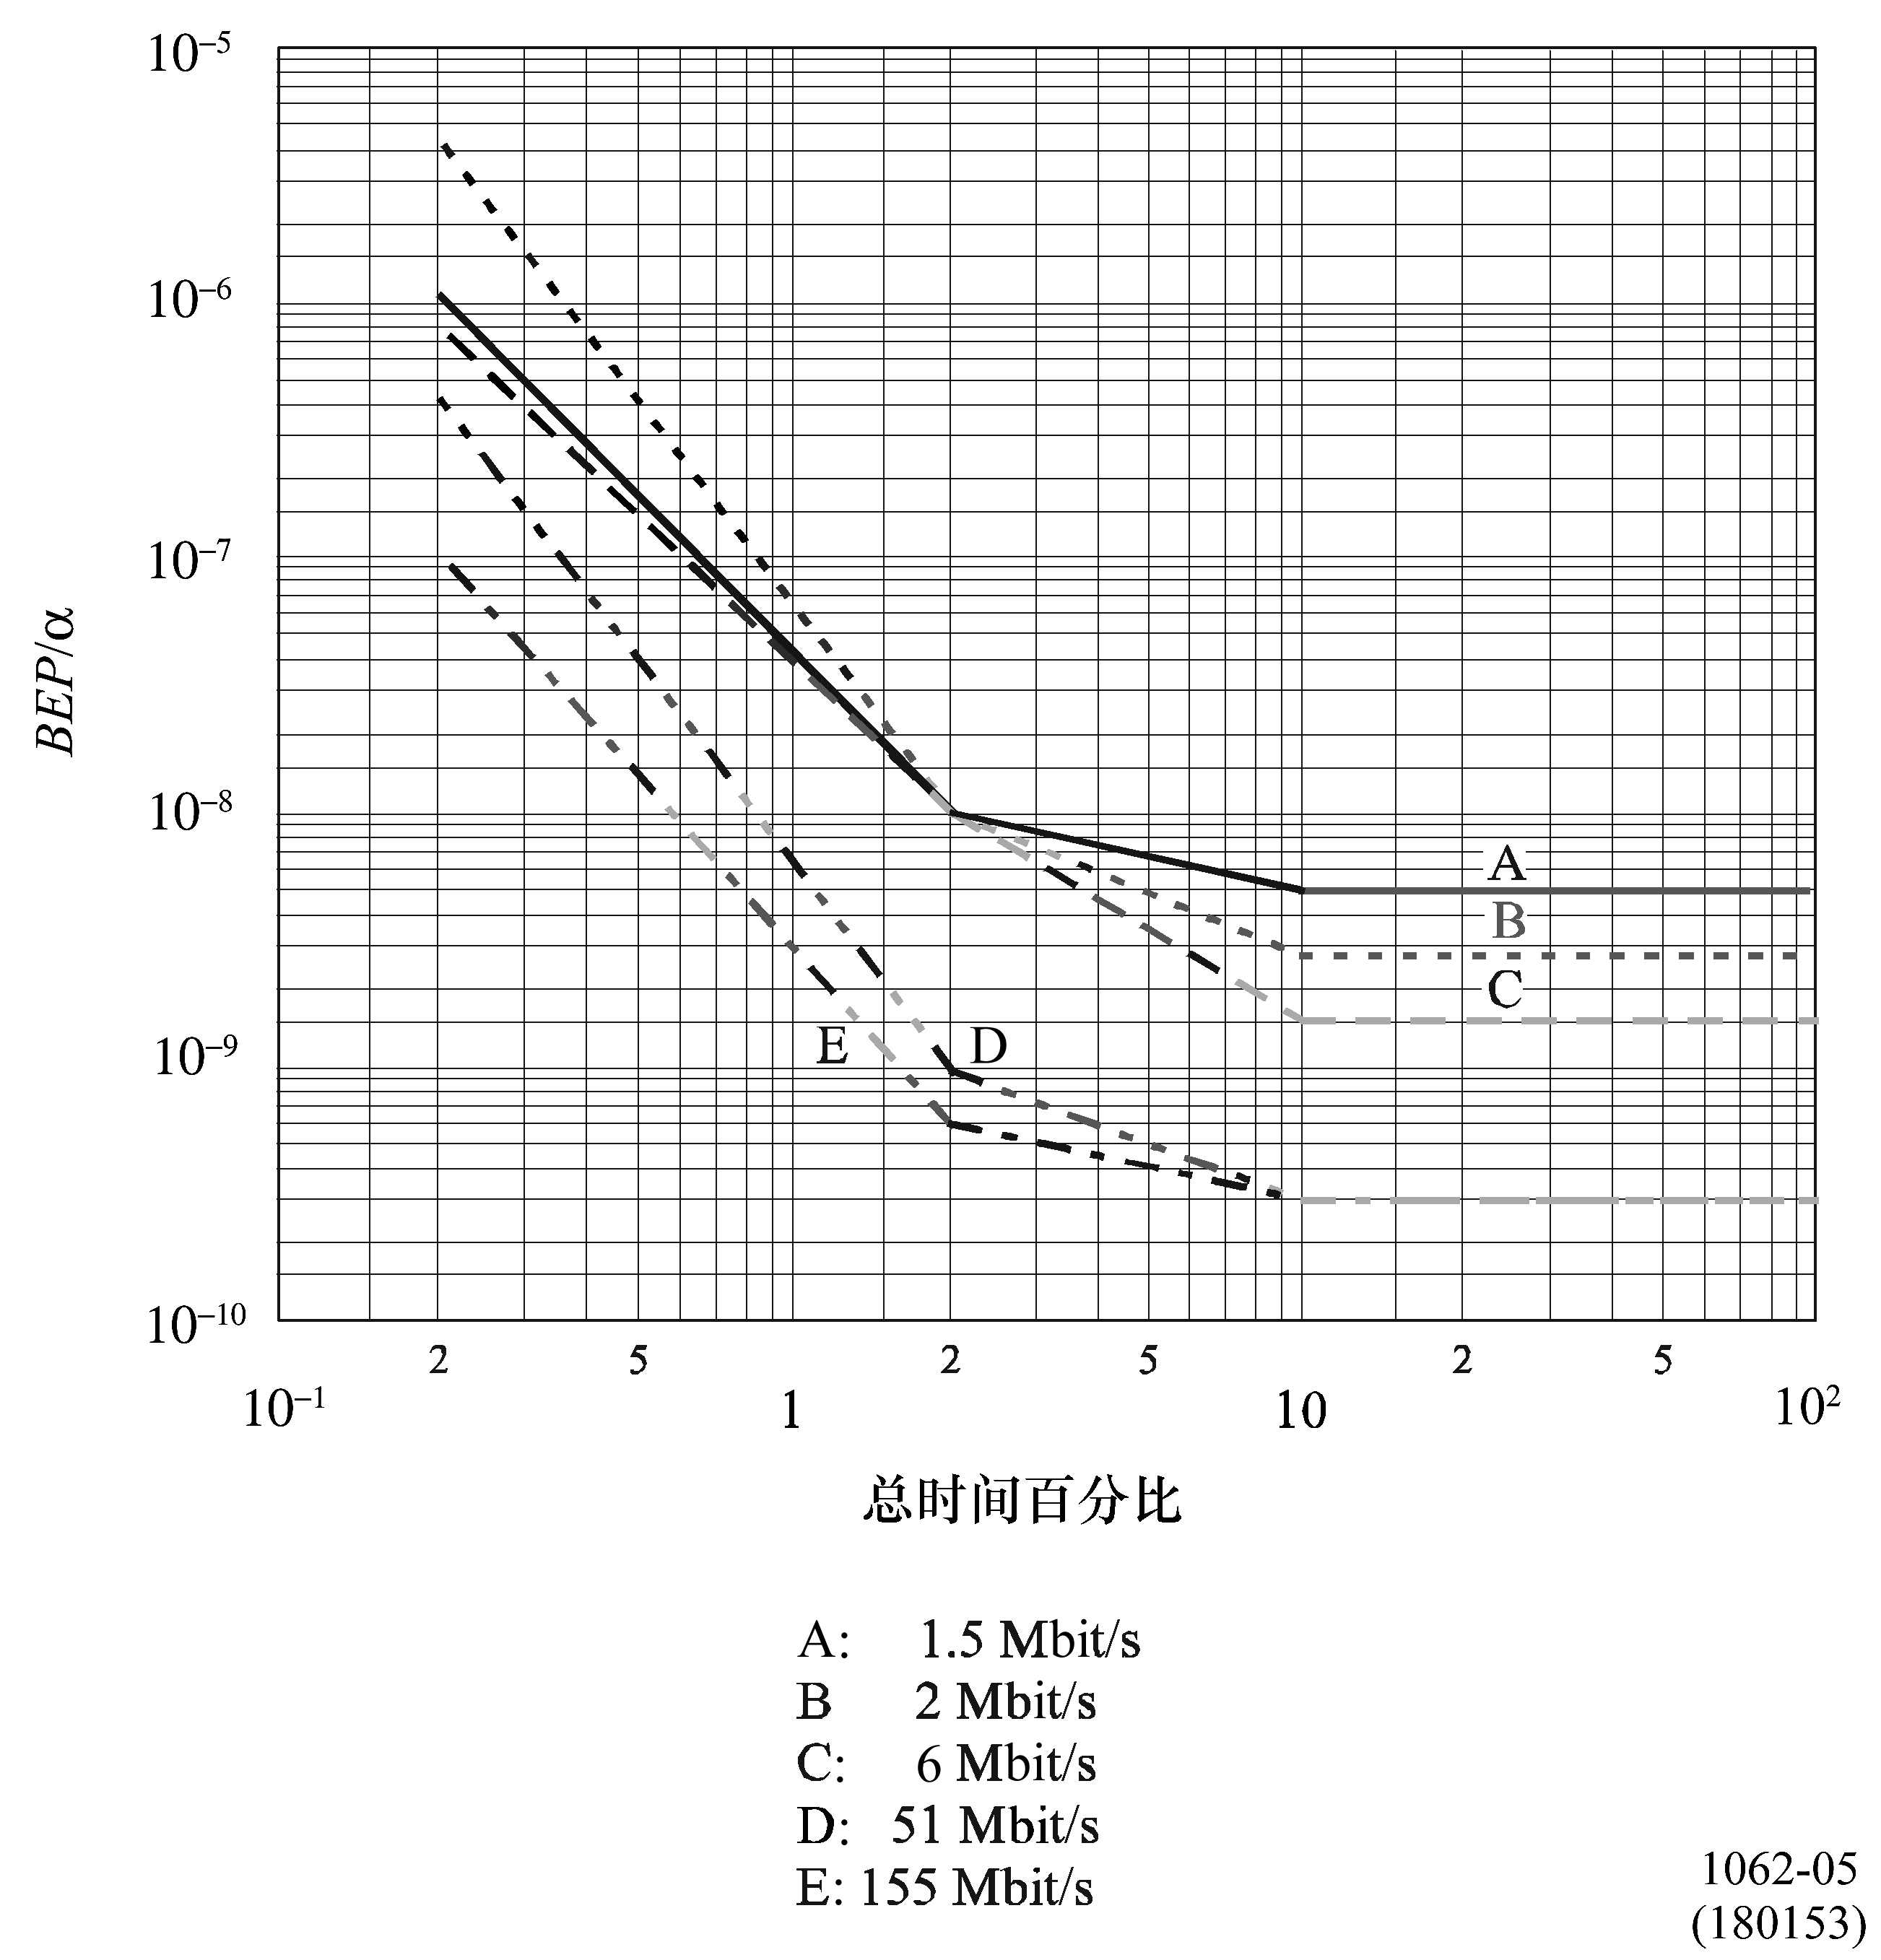 10⁻⁵
10⁻⁶
10⁻⁷
10⁻⁸
10⁻⁹
10⁻¹⁰
BEP/α
A
B
C
E
D
2 5 2 5 2 5
10⁻¹ 1 10 10²
总时间百分比
A: 1.5 Mbit/s
B 2 Mbit/s
C: 6 Mbit/s
D: 51 Mbit/s
E: 155 Mbit/s
1062-05
(180153)